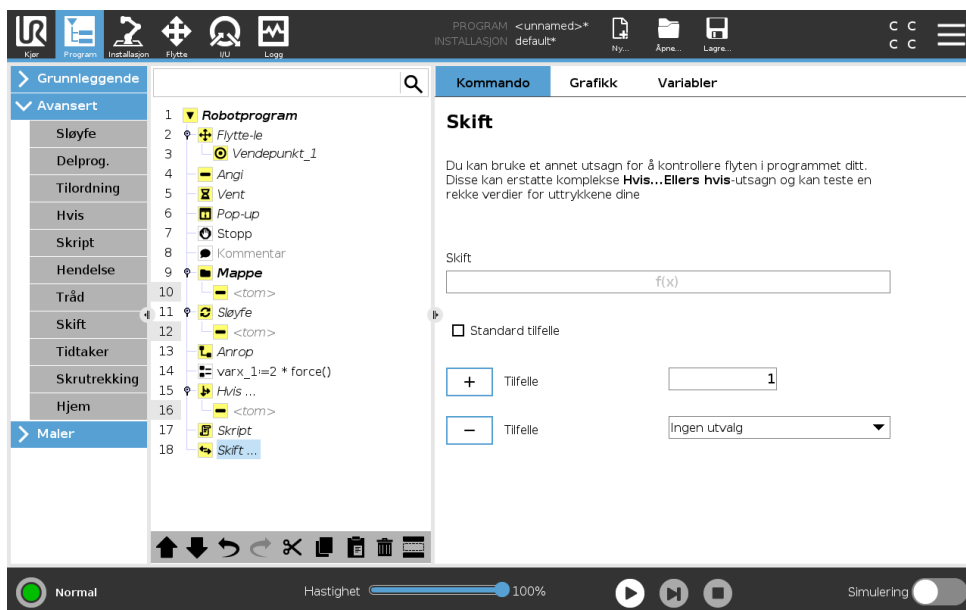 PROGRAM <unnamed>*
INSTALLASJON default*
Kjør
Program
Installasjon
Flytte
I/U
Logg
Ny...
Åpne...
Lagre...
C C
C C
Grunnleggende
Avansert
Sløyfe
Delprog.
Tilordning
Hvis
Skript
Hendelse
Tråd
Skift
Tidtaker
Skrutrekking
Hjem
Maler
1 Robotprogram
2 Flytte-le
3 Vendepunkt_1
4 Angi
5 Vent
6 Pop-up
7 Stopp
8 Kommentar
9 Mappe
10 <tom>
11 Sløyfe
12 <tom>
13 Anrop
14 varx_1:=2 * force()
15 Hvis ...
16 <tom>
17 Skript
18 Skift ...
Kommando Grafikk Variabler
Skift
Du kan bruke et annet utsagn for å kontrollere flyten i programmet ditt.
Disse kan erstatte komplekse Hvis...Ellers hvis-utsagn og kan teste en
rekke verdier for uttrykkene dine
Skift
f(x)
Standard tilfelle
+ Tilfelle 1
− Tilfelle Ingen utvalg
Normal
Hastighet 100%
Simulering